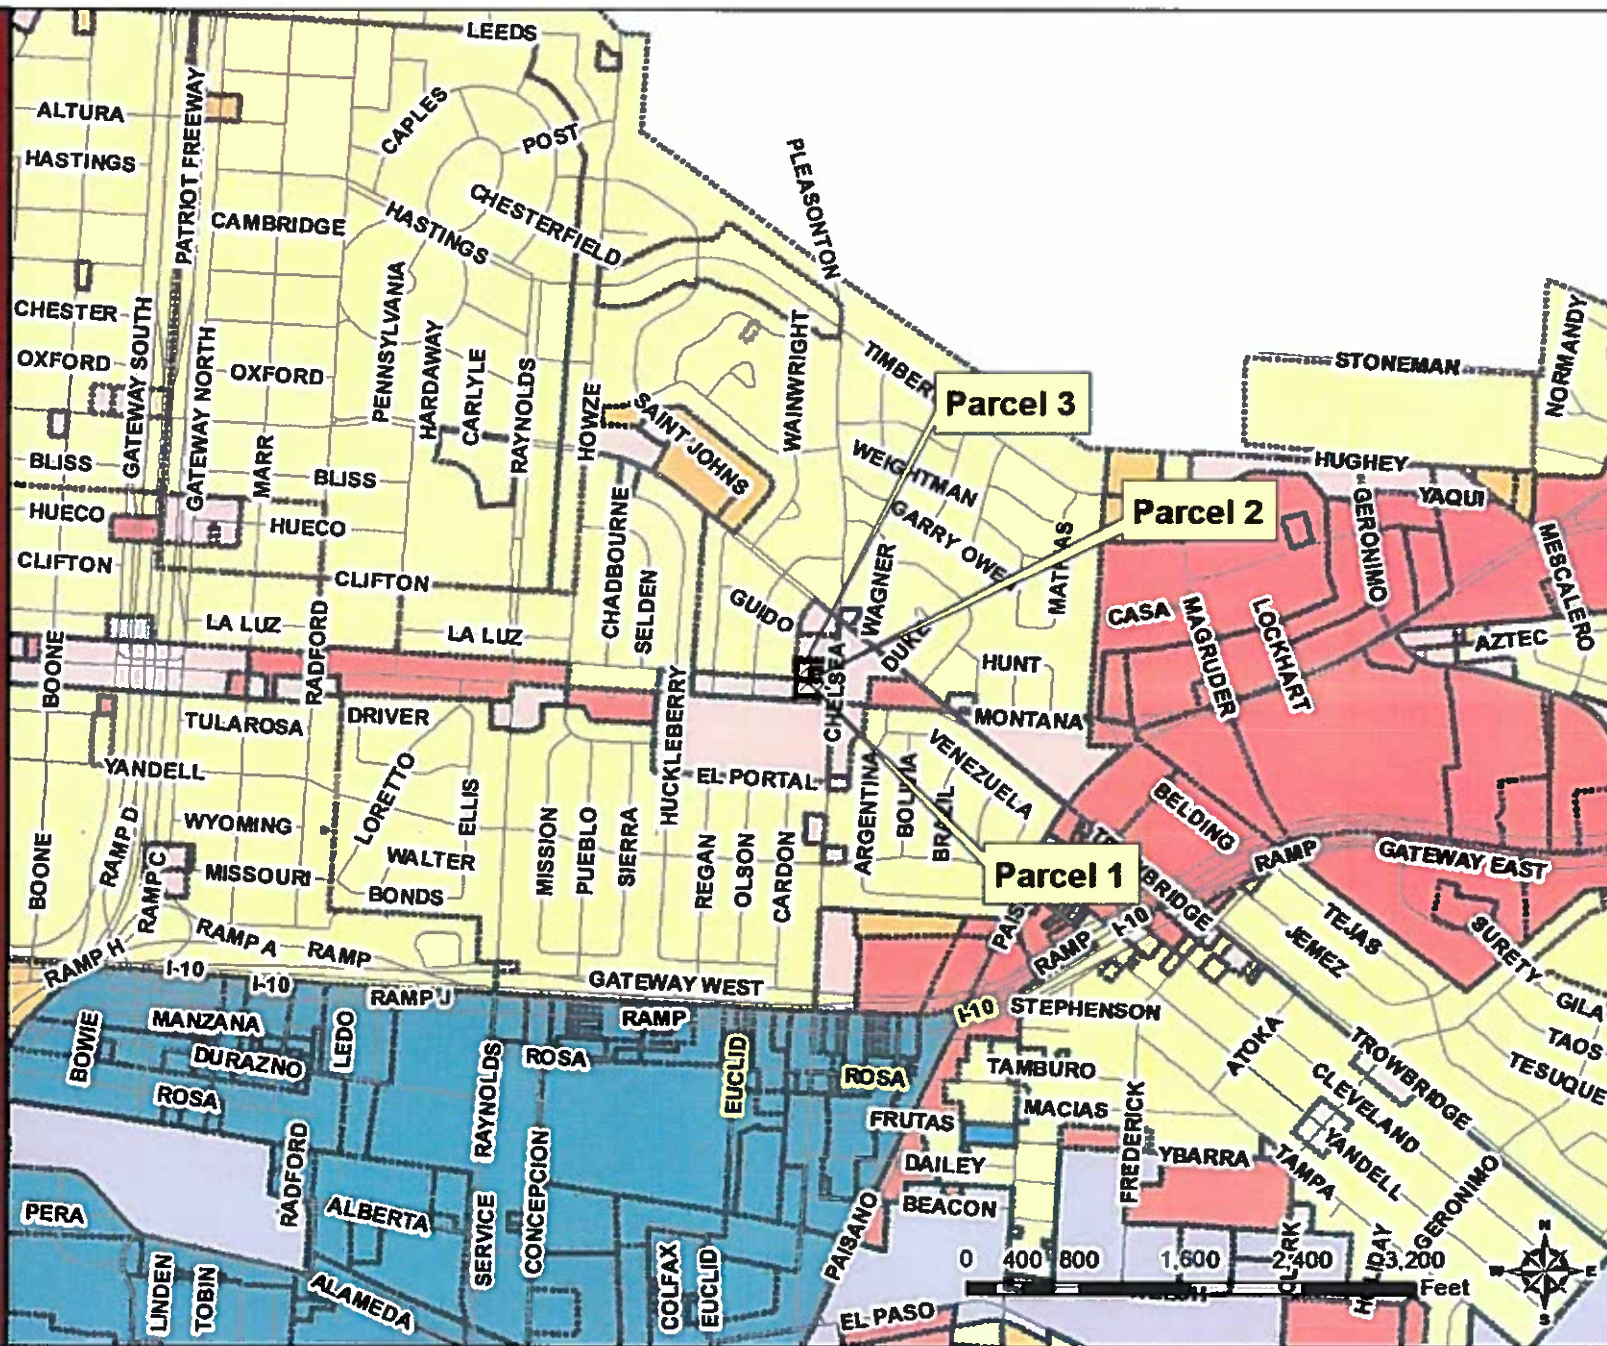 LEEDS
ALTURA
CAPLES
POST
HASTINGS
PATRIOT FREEWAY
PLEASONTON
CHESTERFIELD
HASTINGS
CAMBRIDGE
PENNSYLVANIA
CHESTER
GATEWAY SOUTH
GATEWAY NORTH
HARDAWAY
CARLYLE
RAYNOLDS
WAINWRIGHT
TIMBER
STONEMAN
NORMANDY
OXFORD
OXFORD
HOWZE
SAINT JOHNS
Parcel 3
MARR
BLISS
BLISS
WEIGHTMAN
HUGHEY
YAQUI
GERONIMO
HUECO
HUECO
CHADBOURNE
GARRY OWE
Parcel 2
MESCALERO
CLIFTON
CLIFTON
SELDEN
GUIDO
WAGNER
CASA
MAGRUDER
LOCKHART
LA LUZ
LA LUZ
RADFORD
DUKE
HUNT
AZTEC
BOONE
HUCKLEBERRY
CHELSEA
MONTANA
TULAROSA
DRIVER
VENEZUELA
YANDELL
EL PORTAL
LORETTO
ELLIS
ARGENTINA
BOLIVIA
BRAZIL
BELDING
RAMP D
WYOMING
MISSION
PUEBLO
SIERRA
REGAN
OLSON
CARDON
WALTER
BOONE
RAMP C
MISSOURI
BONDS
Parcel 1
RAMP
GATEWAY EAST
RAMP A
RAMP
RAMP
I-10
TEJAS
JEMEZ
SURETY
RAMP H
I-10
I-10
RAMP J
GATEWAY WEST
GILA
TAOS
TESUQUE
MANZANA
BOWIE
LEDO
RAMP
I-10
STEPHENSON
ATOKA
TROWBRIDGE
DURAZNO
RAYNOLDS
ROSA
EUCLID
ROSA
TAMBURO
CLEVELAND
ROSA
MACIAS
FRUTAS
FREDERICK
YANDELL
RADFORD
CONCEPCION
DAILEY
YBARRA
TAMPA
GERONIMO
PERA
ALBERTA
SERVICE
BEACON
PAISANO
LINDEN
TOBIN
ALAMEDA
COLFAX
EUCLID
0 400 800 1,600 2,400 3,200
Feet
EL PASO
N
W
E
S